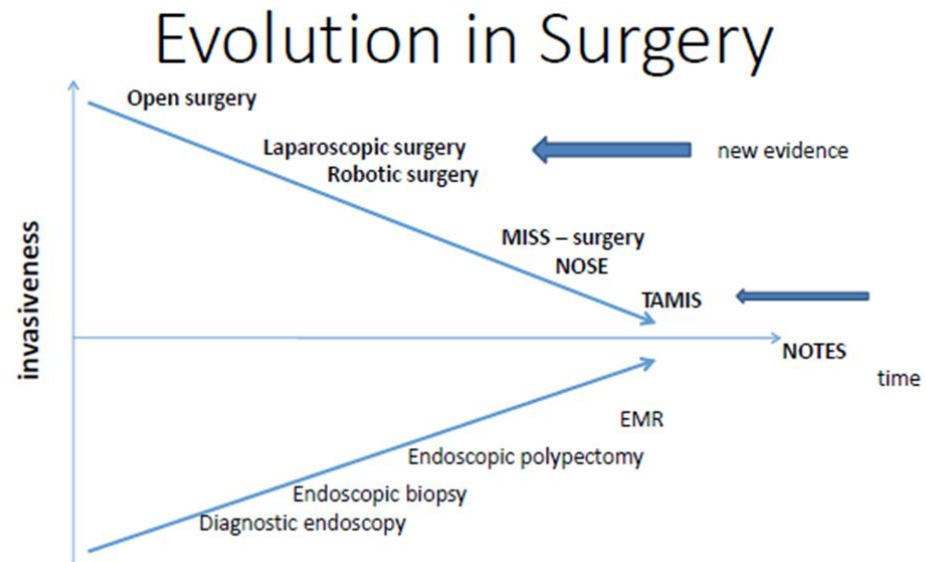 Evolution in Surgery
Open surgery
Laparoscopic surgery
Robotic surgery
new evidence
MISS – surgery
NOSE
TAMIS
invasiveness
NOTES
time
EMR
Endoscopic polypectomy
Endoscopic biopsy
Diagnostic endoscopy